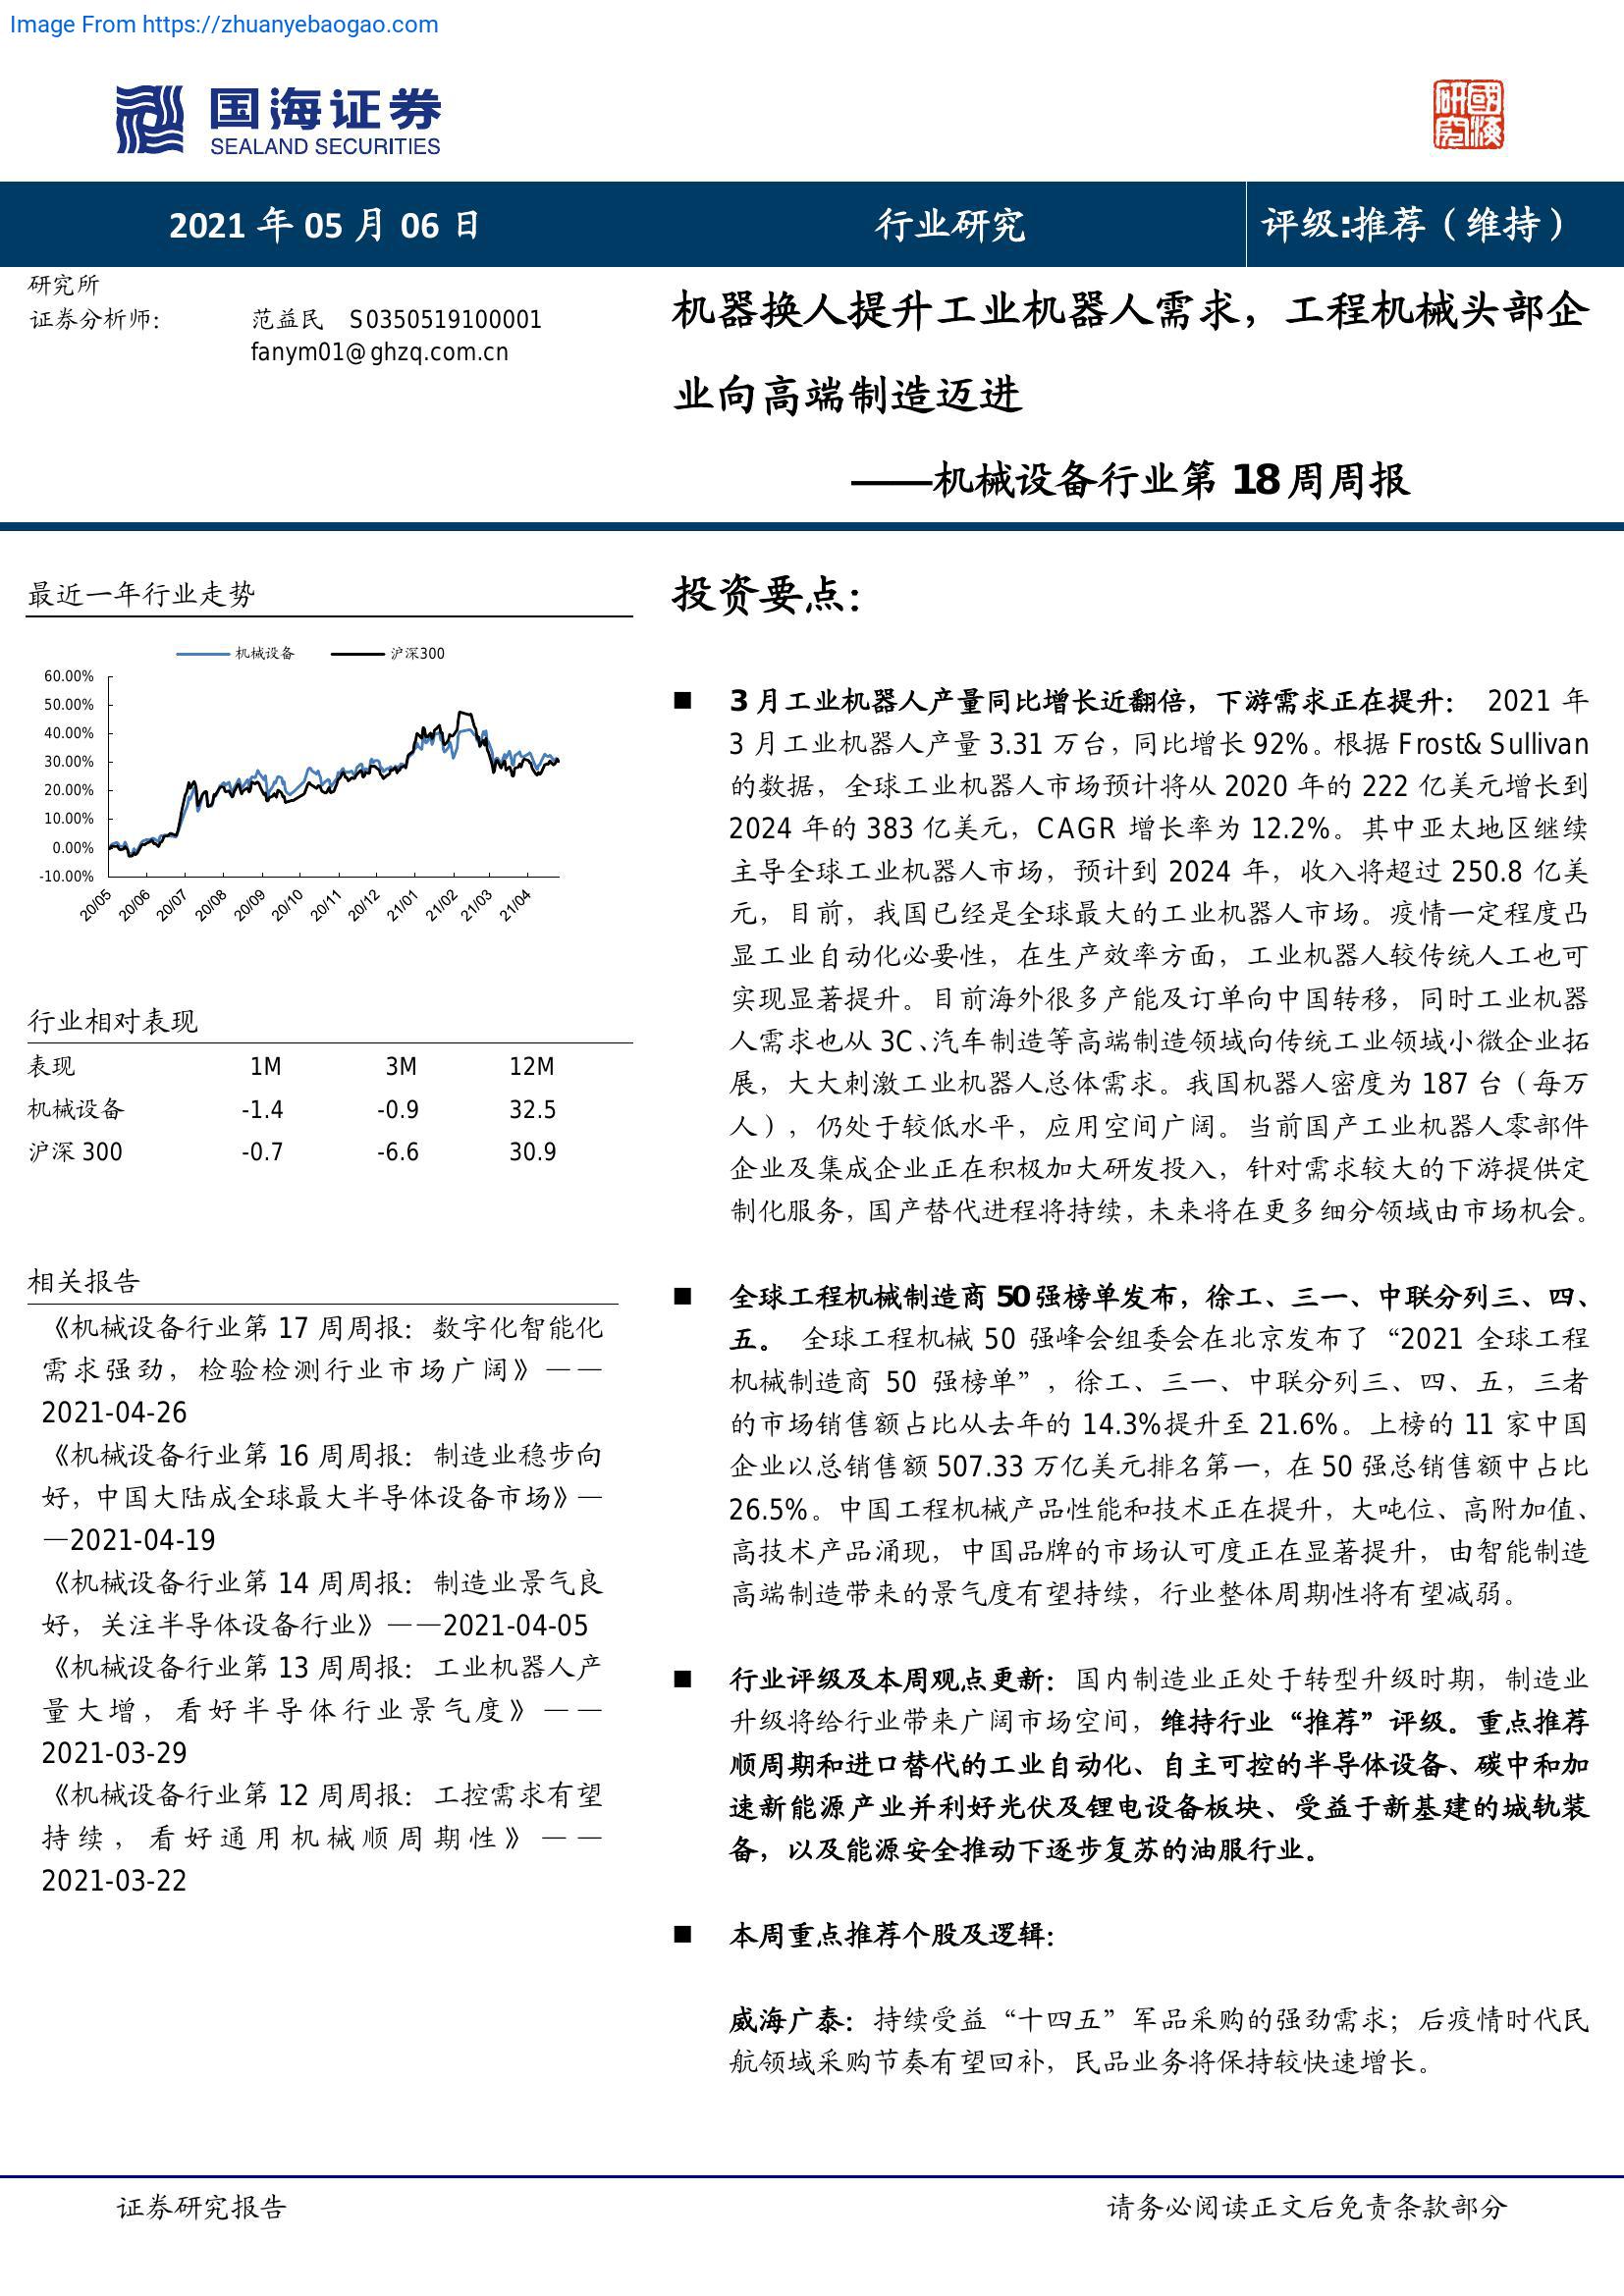 Image From https://zhuanyebaogao.com
国海证券
SEALAND SECURITIES
國海研究
2021 年 05 月 06 日
行业研究
评级:推荐（维持）
研究所
证券分析师：
范益民 S0350519100001
fanym01@ghzq.com.cn
机器换人提升工业机器人需求，工程机械头部企
业向高端制造迈进
——机械设备行业第 18 周周报
最近一年行业走势
机械设备 沪深300
60.00%
50.00%
40.00%
30.00%
20.00%
10.00%
0.00%
-10.00%
20/05 20/06 20/07 20/08 20/09 20/10 20/11 20/12 21/01 21/02 21/03 21/04
行业相对表现
表现 1M 3M 12M
机械设备 -1.4 -0.9 32.5
沪深 300 -0.7 -6.6 30.9
相关报告
《机械设备行业第 17 周周报：数字化智能化
需求强劲，检验检测行业市场广阔》——
2021-04-26
《机械设备行业第 16 周周报：制造业稳步向
好，中国大陆成全球最大半导体设备市场》—
—2021-04-19
《机械设备行业第 14 周周报：制造业景气良
好，关注半导体设备行业》——2021-04-05
《机械设备行业第 13 周周报：工业机器人产
量大增，看好半导体行业景气度》——
2021-03-29
《机械设备行业第 12 周周报：工控需求有望
持续，看好通用机械顺周期性》——
2021-03-22
投资要点：
■ 3 月工业机器人产量同比增长近翻倍，下游需求正在提升： 2021 年
3 月工业机器人产量 3.31 万台，同比增长 92%。根据 Frost& Sullivan
的数据，全球工业机器人市场预计将从 2020 年的 222 亿美元增长到
2024 年的 383 亿美元，CAGR 增长率为 12.2%。其中亚太地区继续
主导全球工业机器人市场，预计到 2024 年，收入将超过 250.8 亿美
元，目前，我国已经是全球最大的工业机器人市场。疫情一定程度凸
显工业自动化必要性，在生产效率方面，工业机器人较传统人工也可
实现显著提升。目前海外很多产能及订单向中国转移，同时工业机器
人需求也从 3C、汽车制造等高端制造领域向传统工业领域小微企业拓
展，大大刺激工业机器人总体需求。我国机器人密度为 187 台（每万
人），仍处于较低水平，应用空间广阔。当前国产工业机器人零部件
企业及集成企业正在积极加大研发投入，针对需求较大的下游提供定
制化服务，国产替代进程将持续，未来将在更多细分领域由市场机会。
■ 全球工程机械制造商 50 强榜单发布，徐工、三一、中联分列三、四、
五。 全球工程机械 50 强峰会组委会在北京发布了“2021 全球工程
机械制造商 50 强榜单”，徐工、三一、中联分列三、四、五，三者
的市场销售额占比从去年的 14.3%提升至 21.6%。上榜的 11 家中国
企业以总销售额 507.33 万亿美元排名第一，在 50 强总销售额中占比
26.5%。中国工程机械产品性能和技术正在提升，大吨位、高附加值、
高技术产品涌现，中国品牌的市场认可度正在显著提升，由智能制造
高端制造带来的景气度有望持续，行业整体周期性将有望减弱。
■ 行业评级及本周观点更新：国内制造业正处于转型升级时期，制造业
升级将给行业带来广阔市场空间，维持行业“推荐”评级。重点推荐
顺周期和进口替代的工业自动化、自主可控的半导体设备、碳中和加
速新能源产业并利好光伏及锂电设备板块、受益于新基建的城轨装
备，以及能源安全推动下逐步复苏的油服行业。
■ 本周重点推荐个股及逻辑：
威海广泰：持续受益“十四五”军品采购的强劲需求；后疫情时代民
航领域采购节奏有望回补，民品业务将保持较快速增长。
证券研究报告
请务必阅读正文后免责条款部分